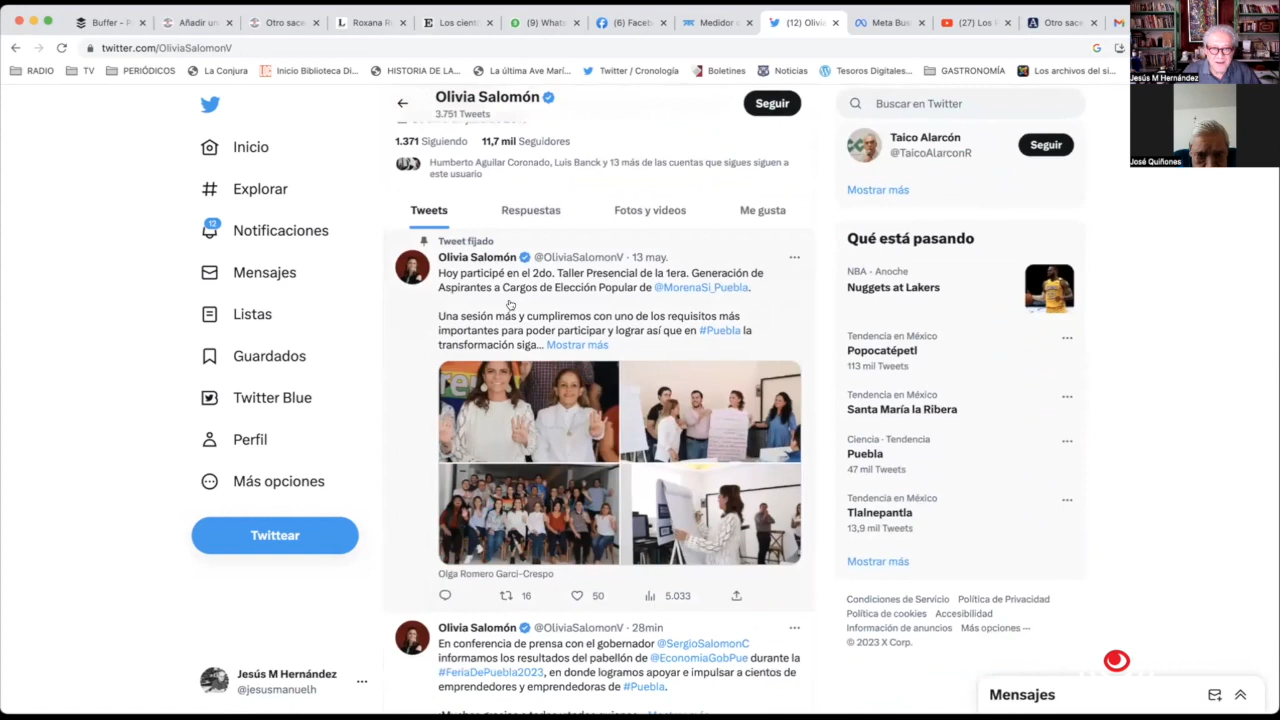 Buffer - P
Añadir un
Otro sace
Roxana R
Los cient
(9) Whats
(6) Faceb
Medidor d
(12) Olivia
Meta Bus
(27) Los
Otro sace
twitter.com/OliviaSalomonV
RADIO
TV
PERIÓDICOS
La Conjura
Inicio Biblioteca Di...
HISTORIA DE LA...
La última Ave Marí...
Twitter / Cronología
Boletines
Noticias
Tesoros Digitales...
GASTRONOMÍA
Los archivos del si...
Jesús M Hernández
José Quiñones
Inicio
Explorar
12
Notificaciones
Mensajes
Listas
Guardados
Twitter Blue
Perfil
Más opciones
Twittear
Jesús M Hernández
@jesusmanuelh
Olivia Salomón
3.751 Tweets
Seguir
1.371 Siguiendo 11,7 mil Seguidores
Humberto Aguilar Coronado, Luis Banck y 13 más de las cuentas que sigues siguen a
este usuario
Tweets
Respuestas
Fotos y videos
Me gusta
Tweet fijado
Olivia Salomón @OliviaSalomonV · 13 may.
Hoy participé en el 2do. Taller Presencial de la 1era. Generación de
Aspirantes a Cargos de Elección Popular de @MorenaSi_Puebla.
Una sesión más y cumpliremos con uno de los requisitos más
importantes para poder participar y lograr así que en #Puebla la
transformación siga... Mostrar más
Olga Romero Garci-Crespo
16
50
5.033
Olivia Salomón @OliviaSalomonV · 28min
En conferencia de prensa con el gobernador @SergioSalomonC
informamos los resultados del pabellón de @EconomiaGobPue durante la
#FeriaDePuebla2023, en donde logramos apoyar e impulsar a cientos de
emprendedores y emprendedoras de #Puebla.
Buscar en Twitter
Taico Alarcón
@TaicoAlarconR
Seguir
Mostrar más
Qué está pasando
NBA · Anoche
Nuggets at Lakers
Tendencia en México
Popocatépetl
113 mil Tweets
Tendencia en México
Santa María la Ribera
Ciencia · Tendencia
Puebla
47 mil Tweets
Tendencia en México
Tlalnepantla
13,9 mil Tweets
Mostrar más
Condiciones de Servicio Política de Privacidad
Política de cookies Accesibilidad
Información de anuncios Más opciones ···
© 2023 X Corp.
Mensajes